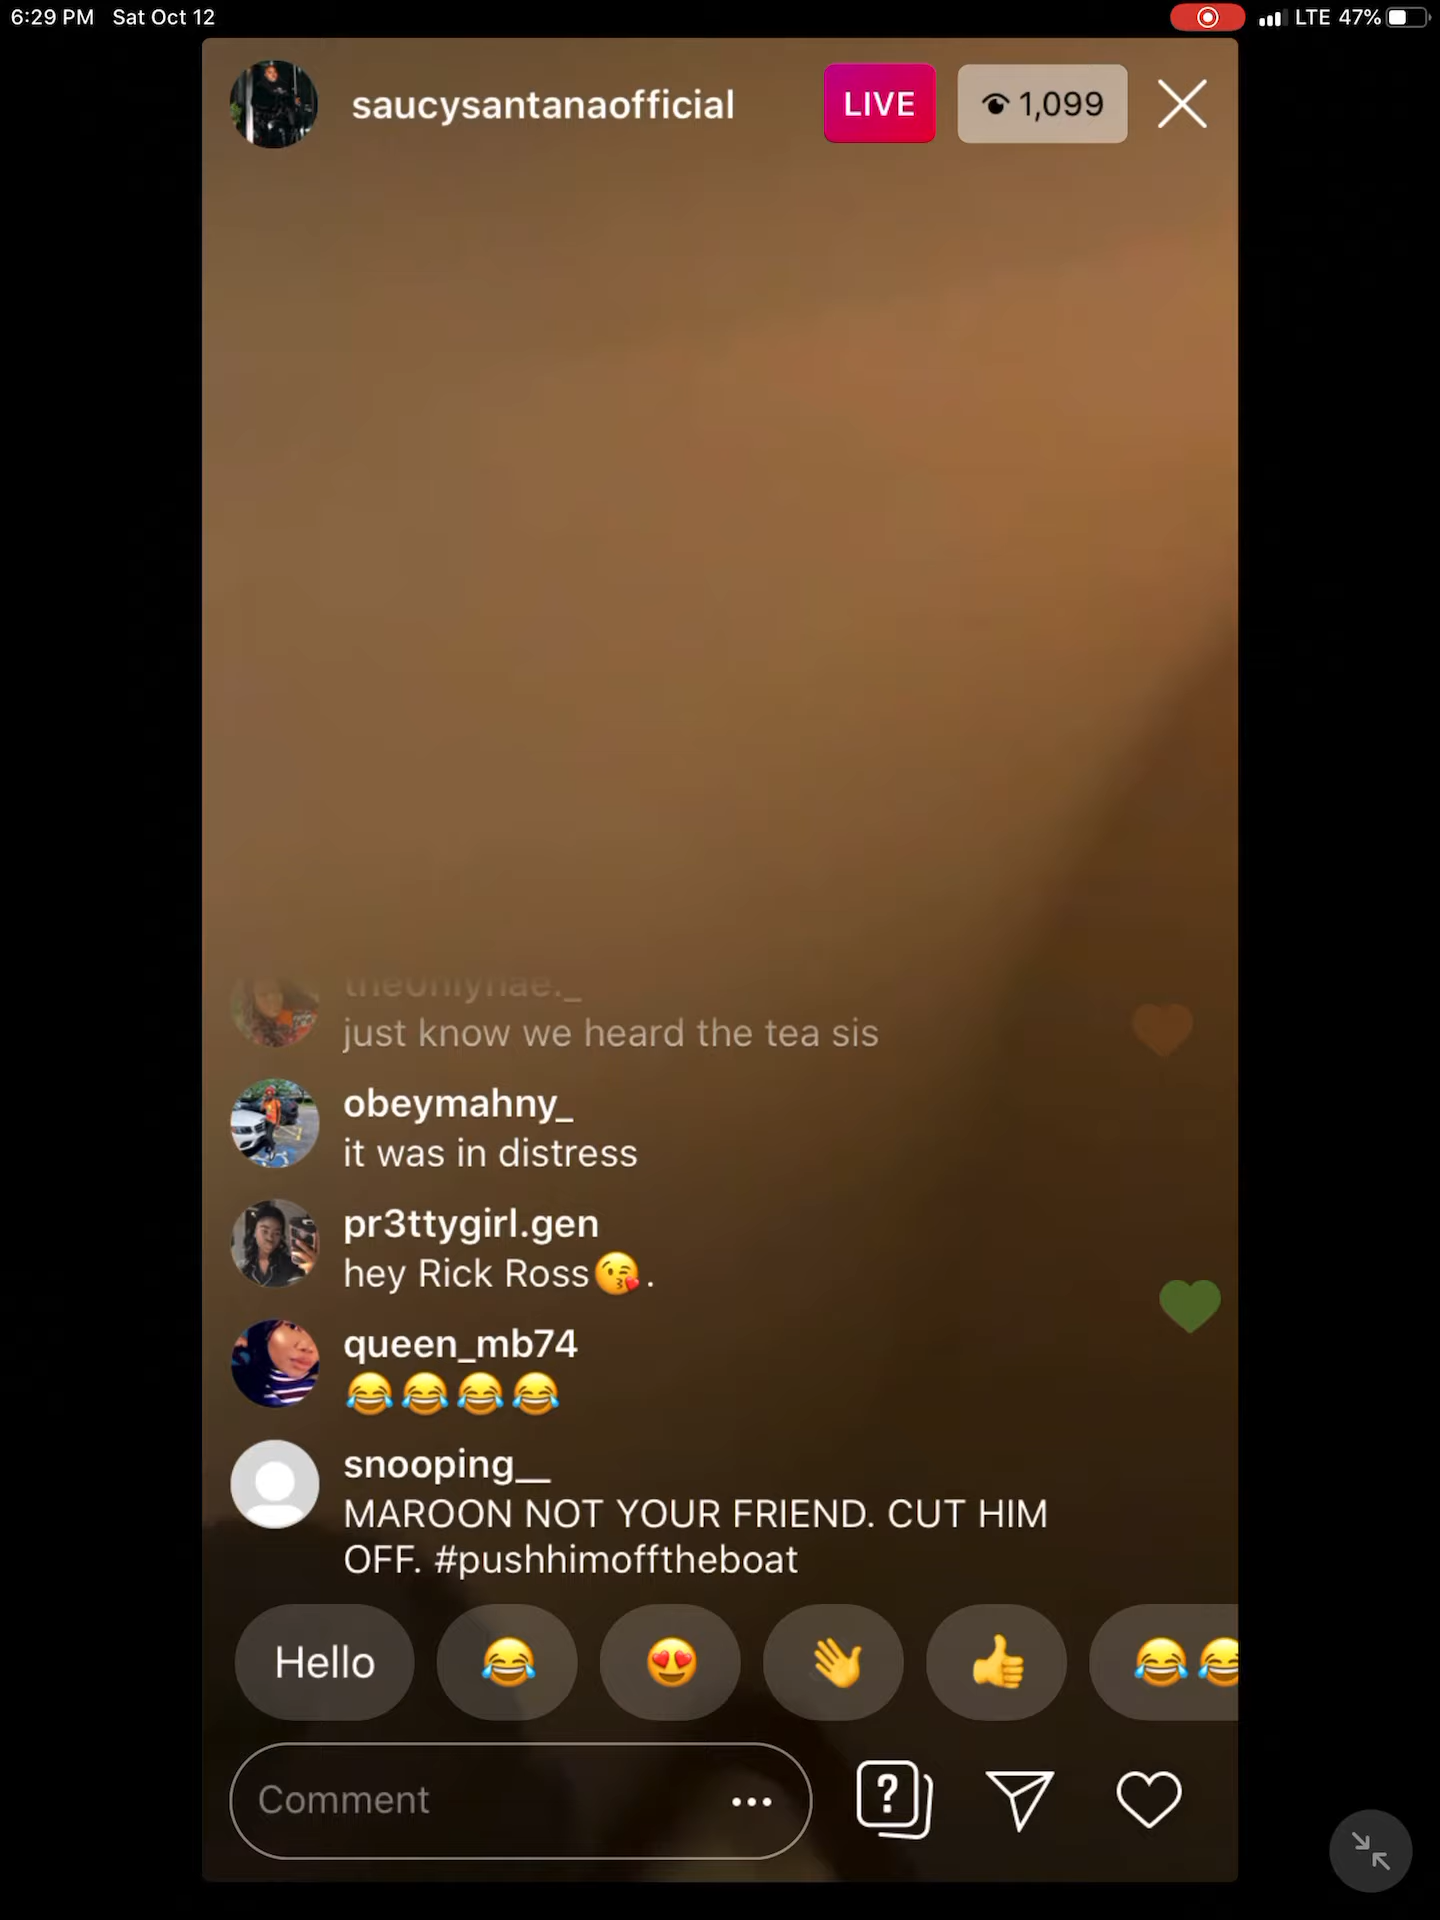 6:29 PM Sat Oct 12
LTE 47%
saucysantanaofficial
LIVE
1,099
theonlynae._
just know we heard the tea sis
obeymahny_
it was in distress
pr3ttygirl.gen
hey Rick Ross😘.
queen_mb74
😂😂😂😂
snooping__
MAROON NOT YOUR FRIEND. CUT HIM
OFF. #pushhimofftheboat
Hello 😂 😍 👋 👍 😂😂
Comment